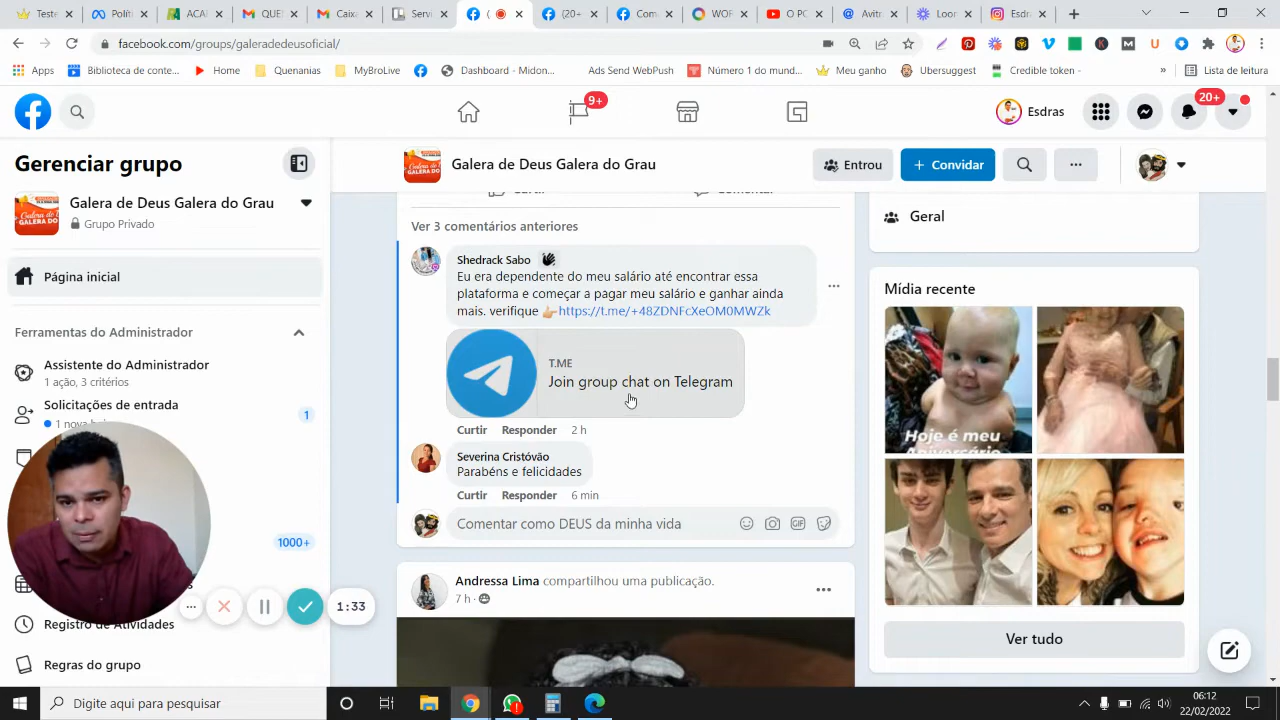 Teste
Polít
ACAI
QUE
Caixa
Servi
(
(20+
Com
WOF
O PC
Avita
Loor
Esdra
facebook.com/groups/galeradedeusoficial/
Apps
Biblioteca de conte...
Home
Quenanias
MyBroLive
Dashboard - Midon...
Ads Send WebPush
Número 1 do mund...
Meu ganho
Ubersuggest
Credible token -
»
Lista de leitura
9+
Esdras
20+
Gerenciar grupo
Galera de Deus Galera do Grau
Grupo Privado
Página inicial
Ferramentas do Administrador
Assistente do Administrador
1 ação, 3 critérios
Solicitações de entrada
1
1000+
1:33
Registro de Atividades
Regras do grupo
Galera de Deus Galera do Grau
Entrou
+ Convidar
Ver 3 comentários anteriores
Shedrack Sabo
Eu era dependente do meu salário até encontrar essa
plataforma e começar a pagar meu salário e ganhar ainda
mais. verifique 👉https://t.me/+48ZDNFcXeOM0MWZk
T.ME
Join group chat on Telegram
Curtir Responder 2 h
Severina Cristóvão
Parabéns e felicidades
Curtir Responder 6 min
Comentar como DEUS da minha vida
GIF
Andressa Lima compartilhou uma publicação.
7 h
Geral
Mídia recente
Hoje é meu
Aniversário
Ver tudo
Digite aqui para pesquisar
06:12
22/02/2022